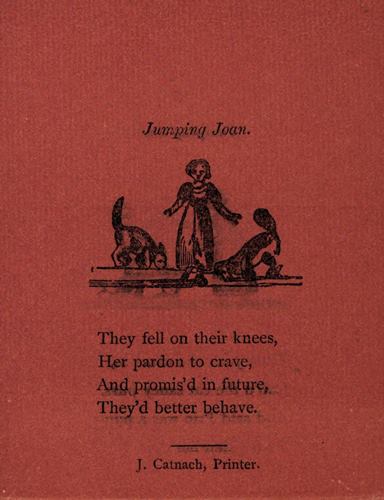 Jumping Joan.
They fell on their knees,
Her pardon to crave,
And promis'd in future,
They'd better behave.
J. Catnach, Printer.